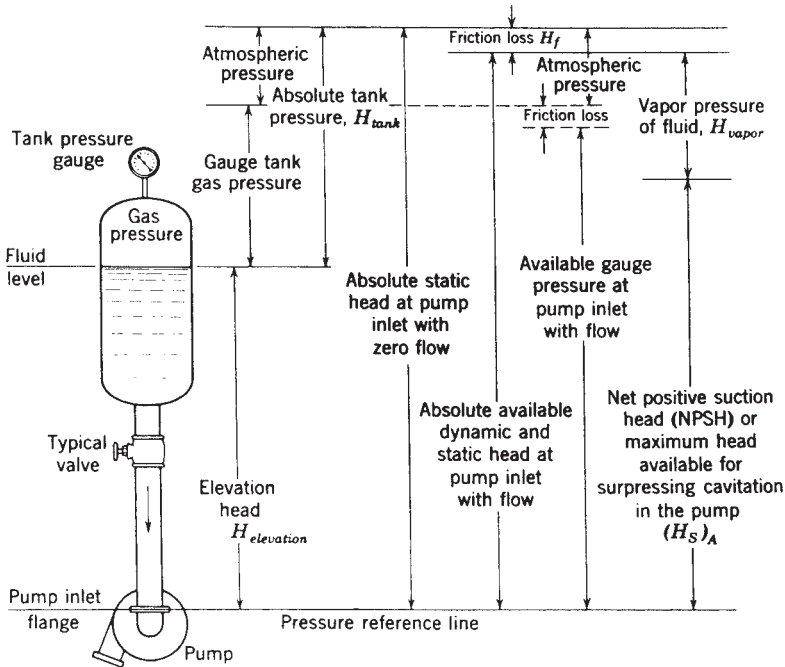 Friction loss H_f
Atmospheric
pressure
Atmospheric
pressure
Absolute tank
pressure, H_tank
Friction loss
Vapor pressure
of fluid, H_vapor
Tank pressure
gauge
Gauge tank
gas pressure
Gas
pressure
Fluid
level
Absolute static
head at pump
inlet with
zero flow
Available gauge
pressure at
pump inlet
with flow
Absolute available
dynamic and
static head at
pump inlet
with flow
Net positive suction
head (NPSH) or
maximum head
available for
surpressing cavitation
in the pump
(H_S)_A
Typical
valve
Elevation
head
H_elevation
Pump inlet
flange
Pressure reference line
Pump